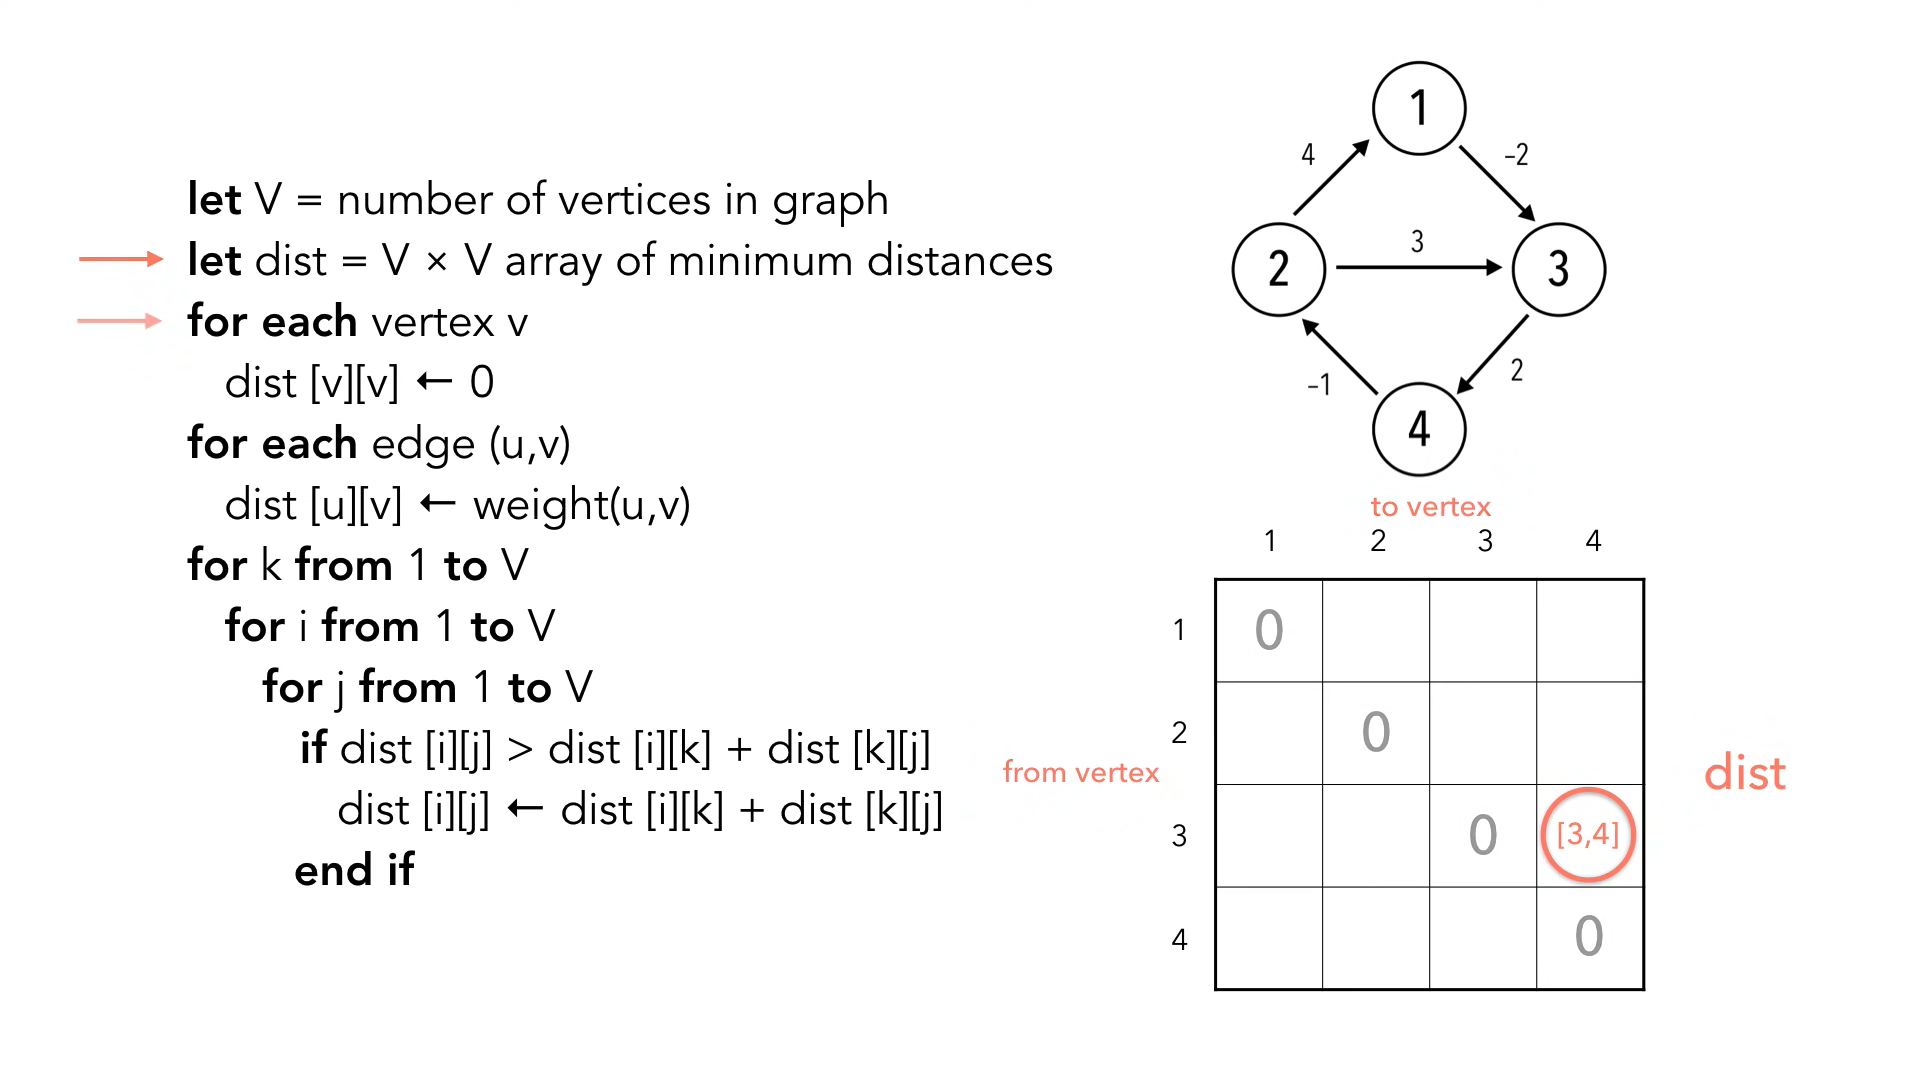 let V = number of vertices in graph
let dist = V × V array of minimum distances
for each vertex v
dist [v][v] ← 0
for each edge (u,v)
dist [u][v] ← weight(u,v)
for k from 1 to V
for i from 1 to V
for j from 1 to V
if dist [i][j] > dist [i][k] + dist [k][j]
dist [i][j] ← dist [i][k] + dist [k][j]
end if
1
4
–2
2
3
3
–1
2
4
to vertex
1 2 3 4
1 0
2 0
from vertex
3 0 [3,4]
4 0
dist